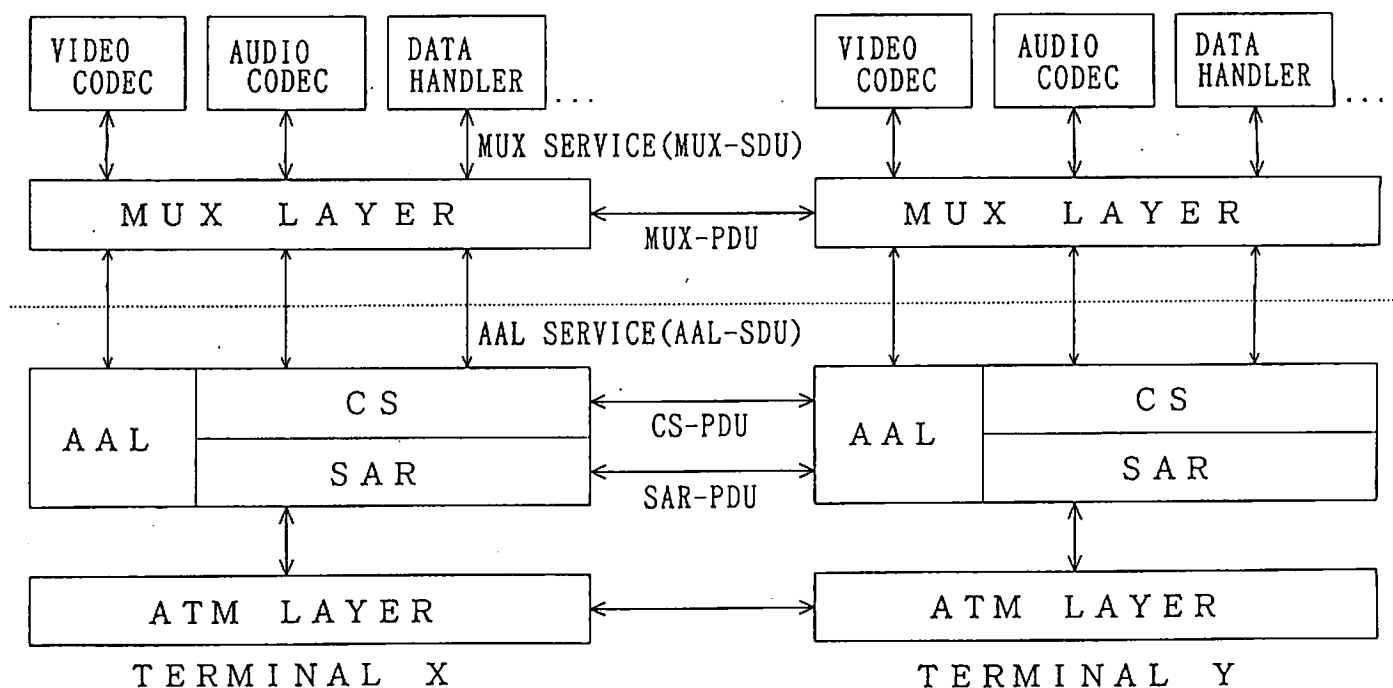 VIDEO
CODEC
AUDIO
CODEC
DATA
HANDLER
...
VIDEO
CODEC
AUDIO
CODEC
DATA
HANDLER
...
MUX SERVICE(MUX-SDU)
MUX LAYER
MUX-PDU
MUX LAYER
AAL SERVICE(AAL-SDU)
AAL
CS
SAR
CS-PDU
SAR-PDU
AAL
CS
SAR
ATM LAYER
ATM LAYER
TERMINAL X
TERMINAL Y